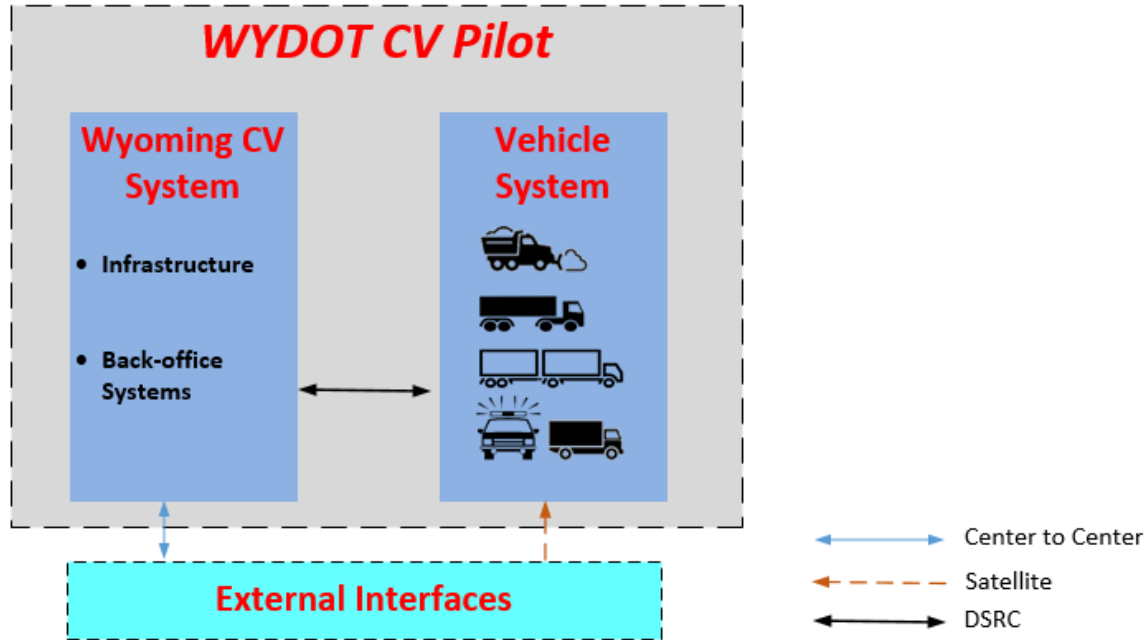 WYDOT CV Pilot
Wyoming CV
System
• Infrastructure
• Back-office
Systems
Vehicle
System
External Interfaces
Center to Center
Satellite
DSRC